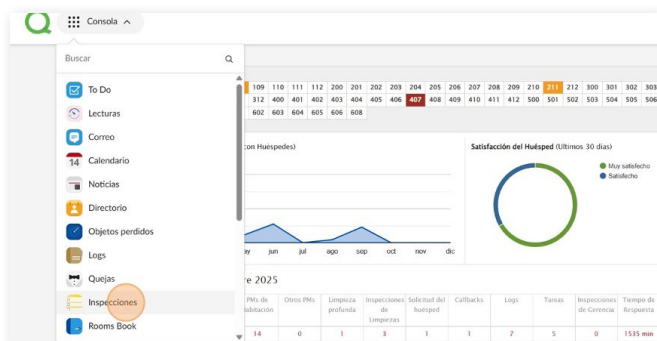 Consola
Buscar
To Do
Lecturas
Correo
14 Calendario
Noticias
Directorio
Objetos perdidos
Logs
Quejas
Inspecciones
Rooms Book
109 110 111 112 200 201 202 203 204 205 206 207 208 209 210 211 212 300 301 302 303
312 400 401 402 403 404 405 406 407 408 409 410 411 412 500 501 502 503 504 505 506
602 603 604 605 606 608
con Huéspedes)
Satisfacción del Huésped (Ultimos 30 días)
Muy satisfecho
Satisfecho
jun jul ago sep oct nov dic
re 2025
PMs de habitación Otros PMs Limpieza profunda Inspecciones de Limpiezas Solicitud del huésped Callbacks Logs Tareas Inspecciones de Gerencia Tiempo de Respuesta
14 0 1 3 1 1 7 5 0 1535 min